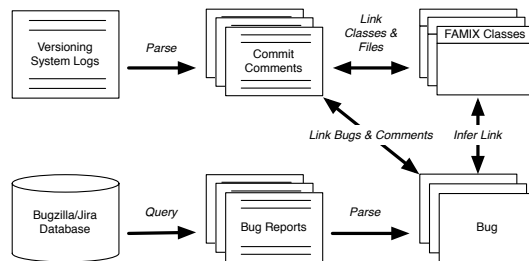 Versioning
System Logs
Parse
Commit
Comments
Link
Classes &
Files
FAMIX Classes
Link Bugs & Comments
Infer Link
Bugzilla/Jira
Database
Query
Bug Reports
Parse
Bug